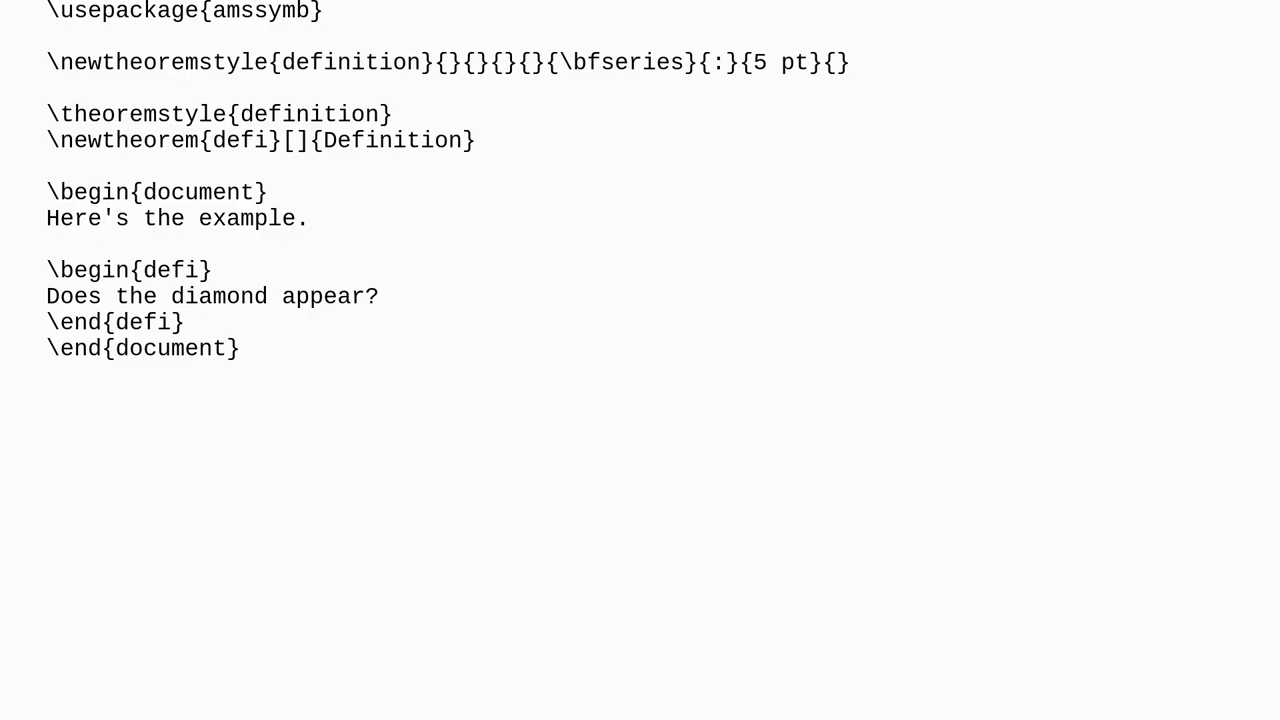 \usepackage{amssymb}
\newtheoremstyle{definition}{}{}{}{}{\bfseries}{:}{5 pt}{}
\theoremstyle{definition}
\newtheorem{defi}[]{Definition}
\begin{document}
Here's the example.
\begin{defi}
Does the diamond appear?
\end{defi}
\end{document}